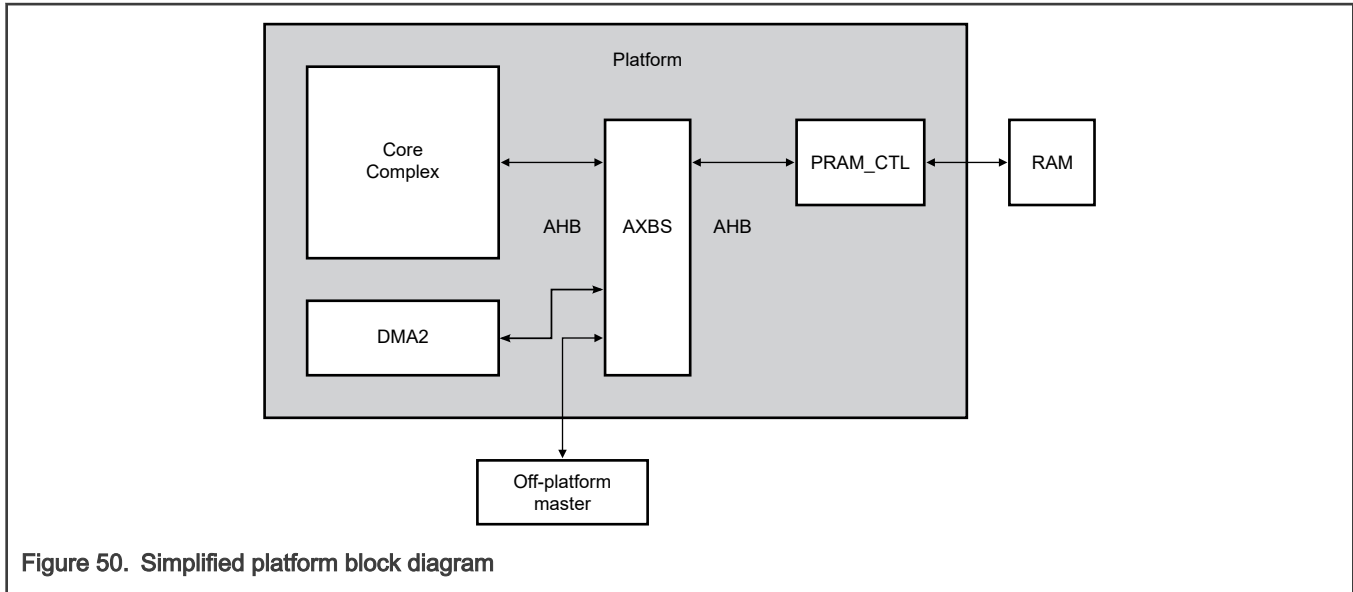 Platform
Core
Complex
AHB
AXBS
AHB
PRAM_CTL
RAM
DMA2
Off-platform
master
Figure 50. Simplified platform block diagram